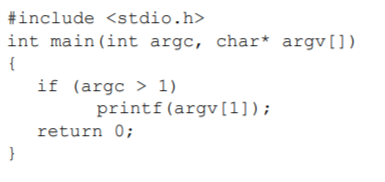 #include <stdio.h>
int main(int argc, char* argv[])
{
if (argc > 1)
printf(argv[1]);
return 0;
}